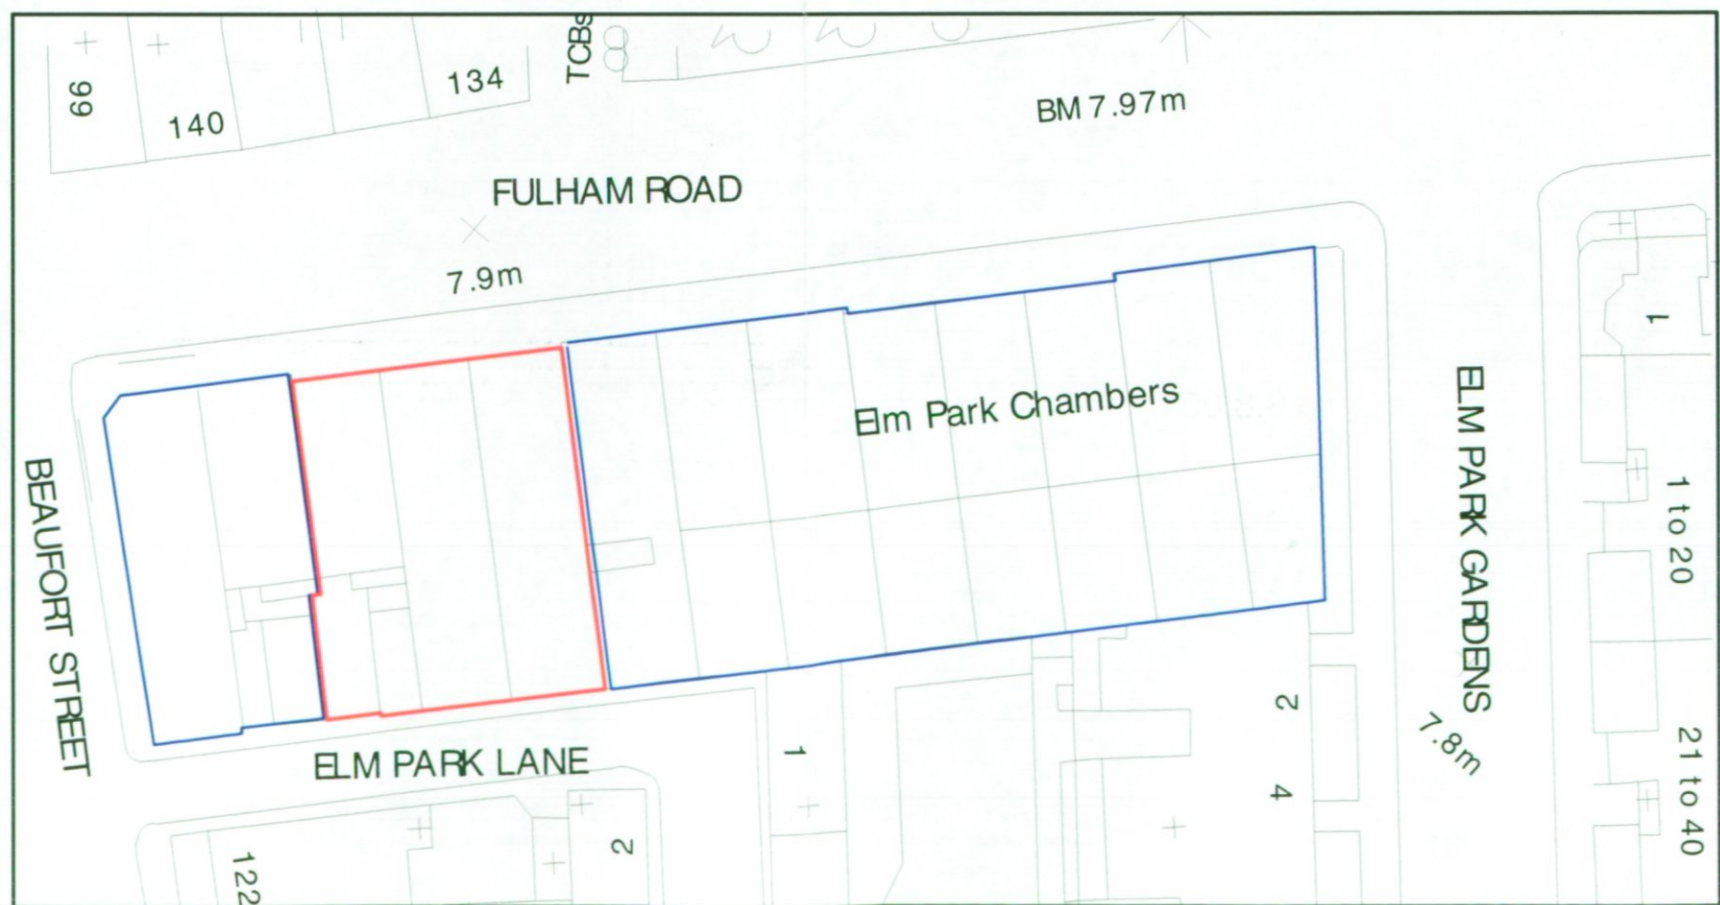 TCBs
99
140
134
BM 7.97m
FULHAM ROAD
7.9m
1
Elm Park Chambers
ELM PARK GARDENS
BEAUFORT STREET
1 to 20
2
7.8m
ELM PARK LANE
1
4
21 to 40
2
122